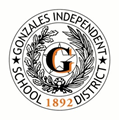 GONZALES INDEPENDENT
G
SCHOOL 1892 DISTRICT